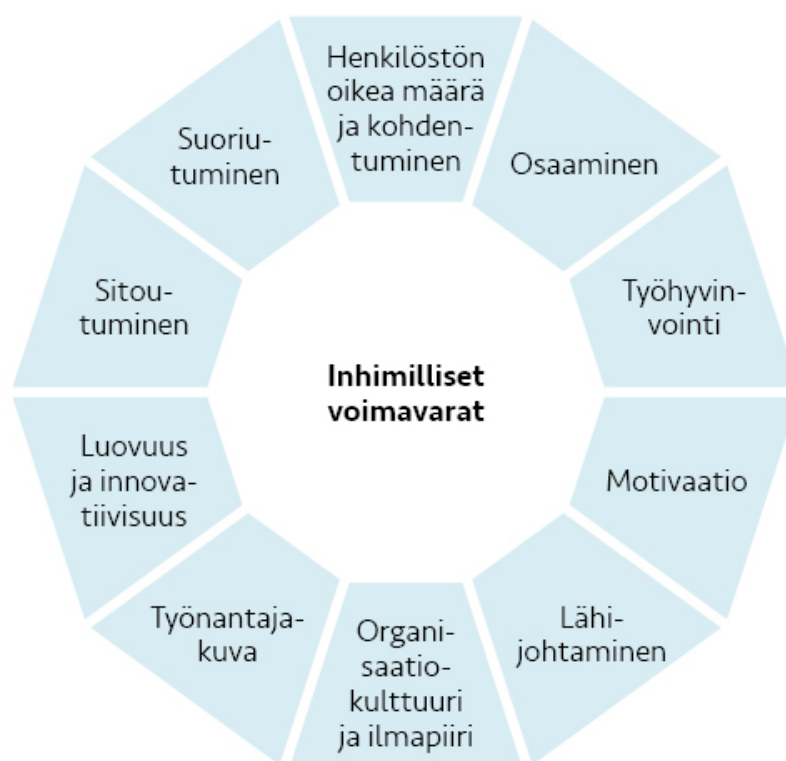 Henkilöstön
oikea määrä
ja kohden-
tuminen
Osaaminen
Työhyvin-
vointi
Motivaatio
Lähi-
johtaminen
Organi-
saatio-
kulttuuri
ja ilmapiiri
Työnantaja-
kuva
Luovuus
ja innova-
tiivisuus
Sitou-
tuminen
Suoriu-
tuminen
Inhimilliset
voimavarat